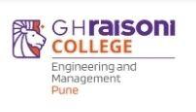 GHRAISONI
COLLEGE
Engineering and
Management
Pune